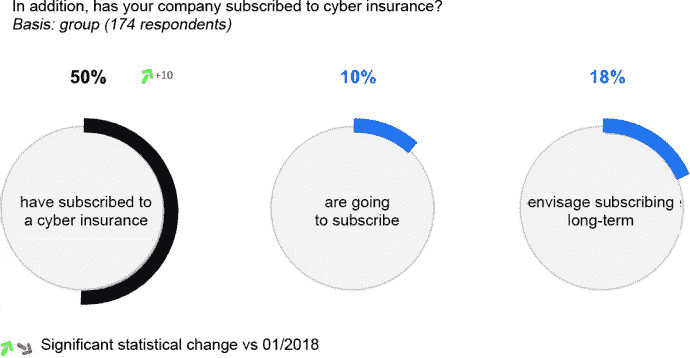 In addition, has your company subscribed to cyber insurance?
Basis: group (174 respondents)
50%
+10
10%
18%
have subscribed to
a cyber insurance
are going
to subscribe
envisage subscribing
long-term
Significant statistical change vs 01/2018